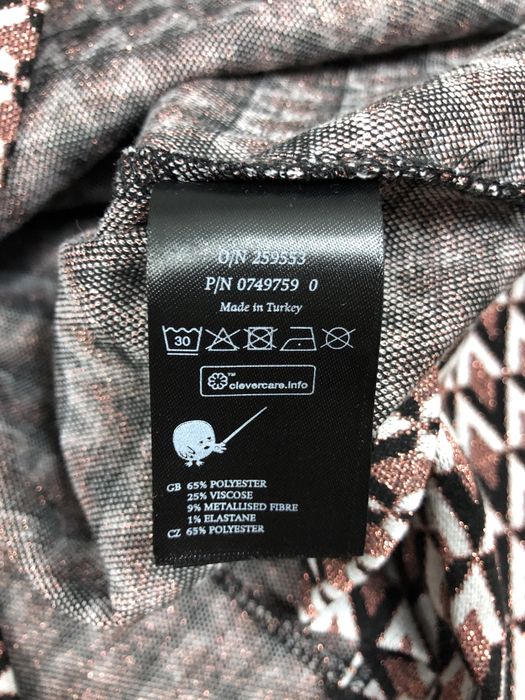 O/N 259553
P/N 0749759 0
Made in Turkey
30
™ clevercare.info
GB 65% POLYESTER
25% VISCOSE
9% METALLISED FIBRE
1% ELASTANE
CZ 65% POLYESTER